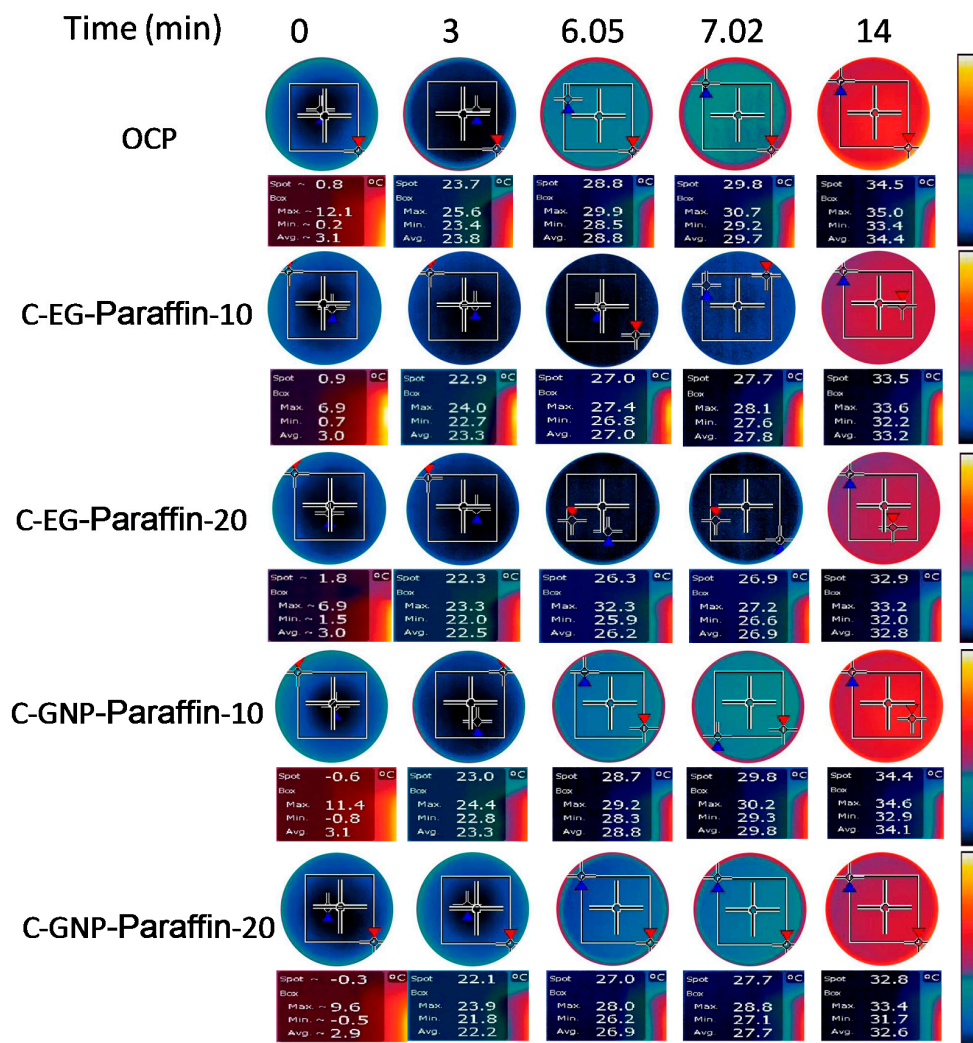 Time (min) 0 3 6.05 7.02 14
OCP
Spot ~ 0.8 °C
Box
Max. ~ 12.1
Min. ~ 0.2
Avg. ~ 3.1
Spot 23.7 °C
Box
Max. 25.6
Min. 23.4
Avg. 23.8
Spot 28.8 °C
Box
Max. 29.9
Min. 28.5
Avg. 28.8
Spot 29.8 °C
Box
Max. 30.7
Min. 29.2
Avg. 29.7
Spot 34.5 °C
Box
Max. 35.0
Min. 33.4
Avg. 34.4
C-EG-Paraffin-10
Spot 0.9 °C
Box
Max. 6.9
Min. 0.7
Avg. 3.0
Spot 22.9 °C
Box
Max. 24.0
Min. 22.7
Avg. 23.3
Spot 27.0 °C
Box
Max. 27.4
Min. 26.8
Avg. 27.0
Spot 27.7 °C
Box
Max. 28.1
Min. 27.6
Avg. 27.8
Spot 33.5 °C
Box
Max. 33.6
Min. 32.2
Avg. 33.2
C-EG-Paraffin-20
Spot ~ 1.8 °C
Box
Max. ~ 6.9
Min. ~ 1.5
Avg. ~ 3.0
Spot 22.3 °C
Box
Max. 23.3
Min. 22.0
Avg. 22.5
Spot 26.3 °C
Box
Max. 32.3
Min. 25.9
Avg. 26.2
Spot 26.9 °C
Box
Max. 27.2
Min. 26.6
Avg. 26.9
Spot 32.9 °C
Box
Max. 33.2
Min. 32.0
Avg. 32.8
C-GNP-Paraffin-10
Spot -0.6 °C
Box
Max. 11.4
Min. -0.8
Avg. 3.1
Spot 23.0 °C
Box
Max. 24.4
Min. 22.8
Avg. 23.3
Spot 28.7 °C
Box
Max. 29.2
Min. 28.3
Avg. 28.8
Spot 29.8 °C
Box
Max. 30.2
Min. 29.3
Avg. 29.8
Spot 34.4 °C
Box
Max. 34.6
Min. 32.9
Avg. 34.1
C-GNP-Paraffin-20
Spot ~ -0.3 °C
Box
Max. ~ 9.6
Min. ~ -0.5
Avg. ~ 2.9
Spot 22.1 °C
Box
Max. 23.9
Min. 21.8
Avg. 22.2
Spot 27.0 °C
Box
Max. 28.0
Min. 26.2
Avg. 26.9
Spot 27.7 °C
Box
Max. 28.8
Min. 27.1
Avg. 27.7
Spot 32.8 °C
Box
Max. 33.4
Min. 31.7
Avg. 32.6